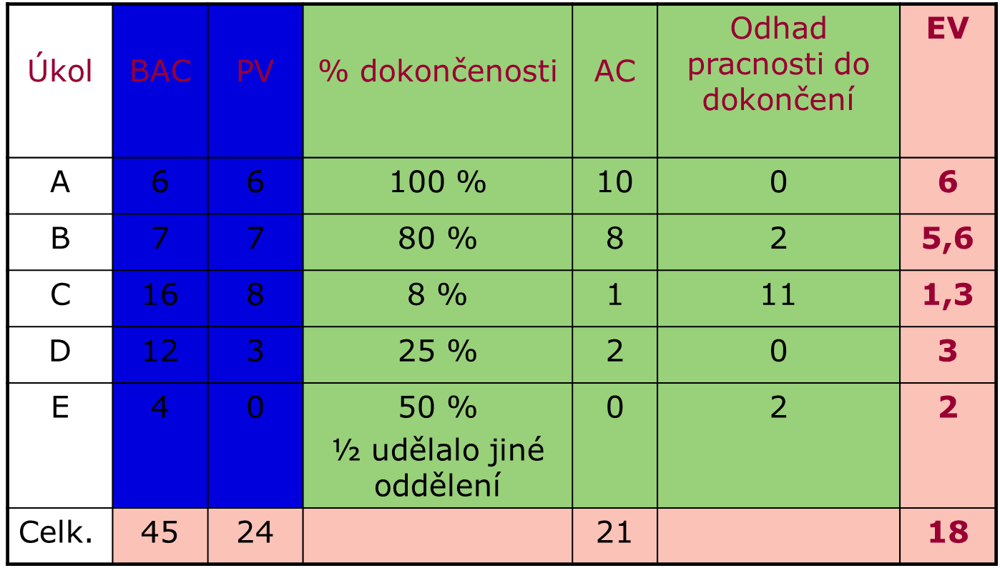 Úkol BAC PV % dokončenosti AC Odhad pracnosti do dokončení EV
A 6 6 100 % 10 0 6
B 7 7 80 % 8 2 5,6
C 16 8 8 % 1 11 1,3
D 12 3 25 % 2 0 3
E 4 0 50 % 0 2 2
½ udělalo jiné
oddělení
Celk. 45 24 21 18